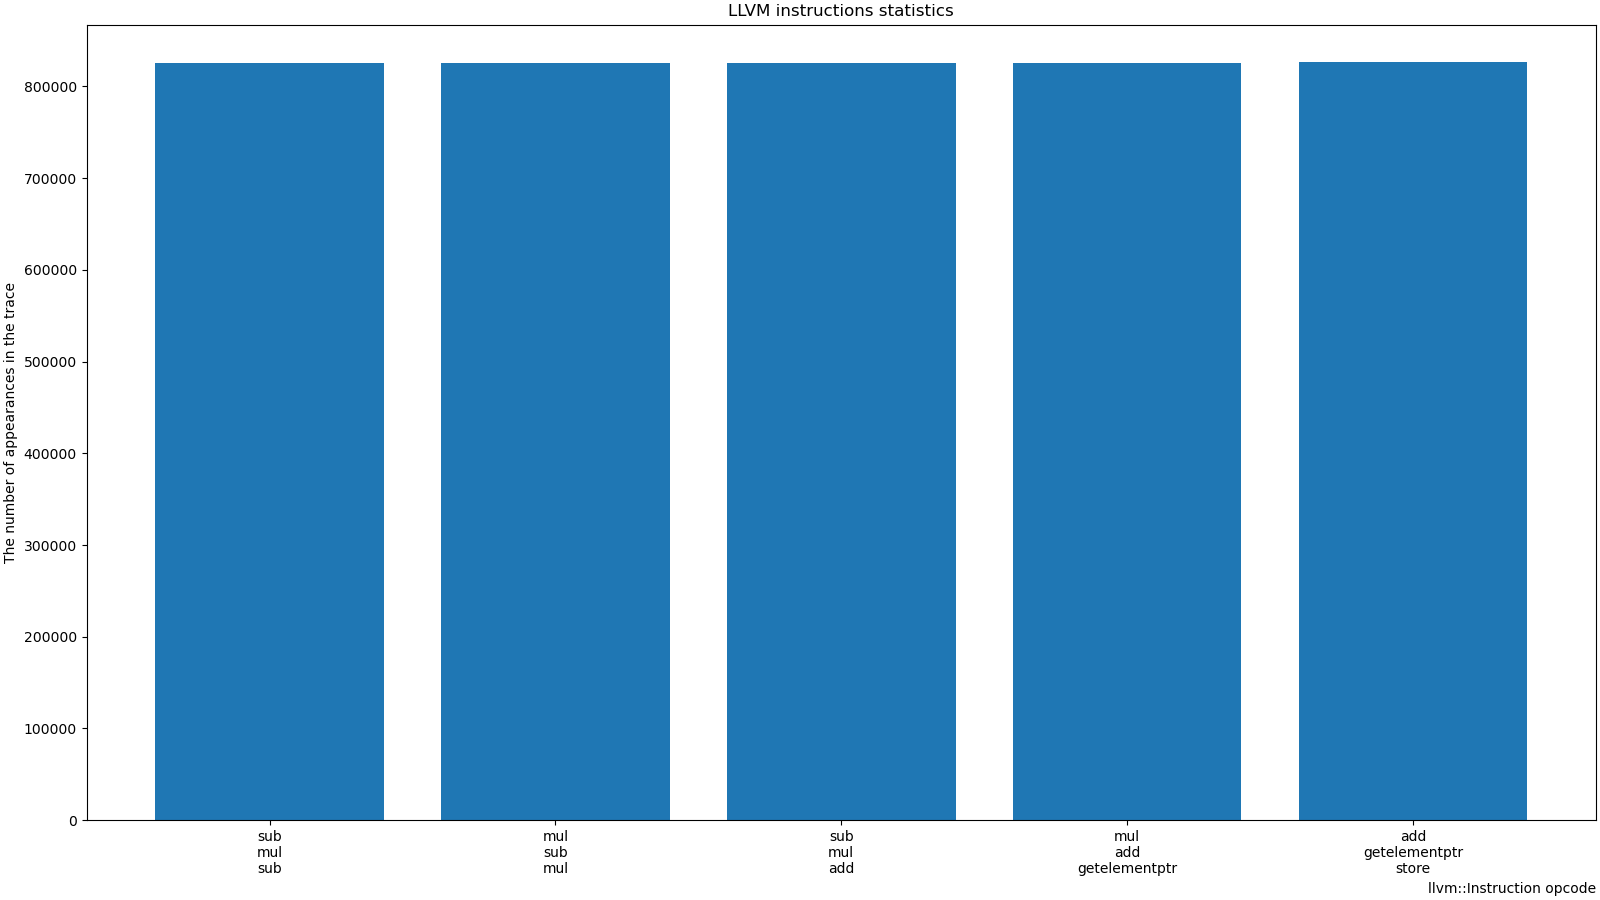 LLVM instructions statistics
The number of appearances in the trace
800000
700000
600000
500000
400000
300000
200000
100000
0
sub
mul
sub
mul
sub
mul
sub
mul
add
mul
add
getelementptr
add
getelementptr
store
llvm::Instruction opcode